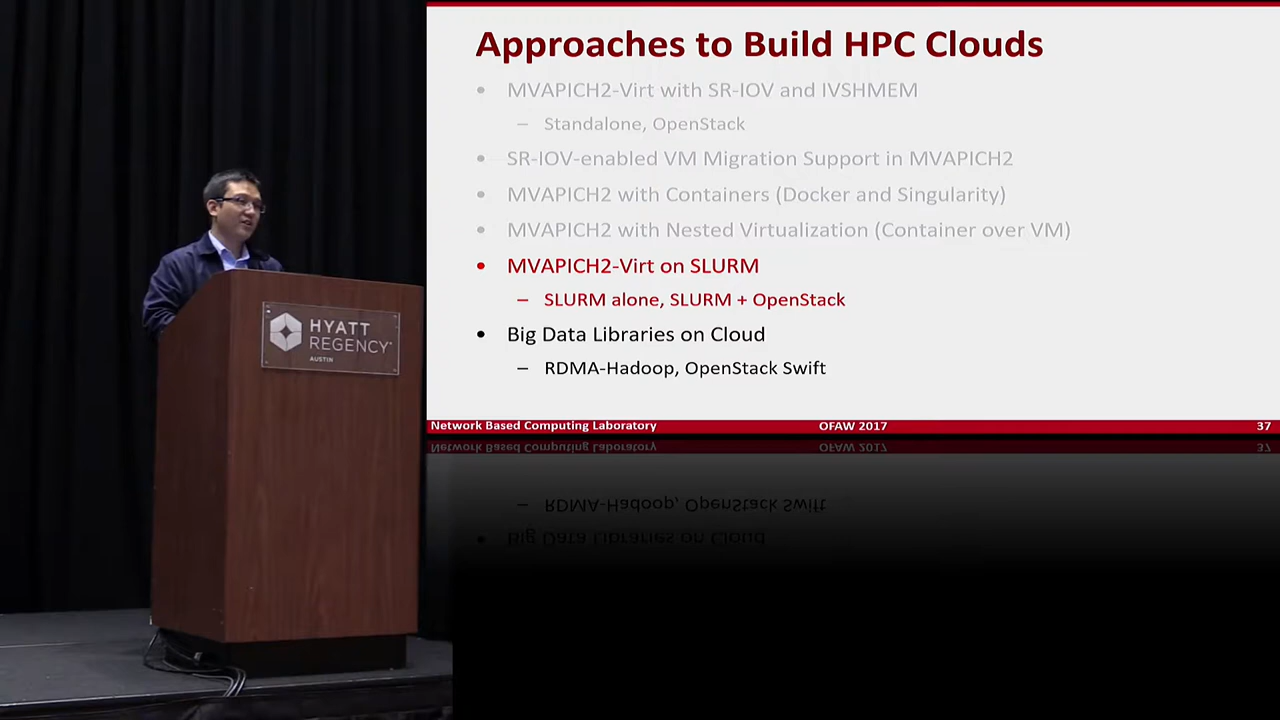 Approaches to Build HPC Clouds
• MVAPICH2-Virt with SR-IOV and IVSHMEM
– Standalone, OpenStack
• SR-IOV-enabled VM Migration Support in MVAPICH2
• MVAPICH2 with Containers (Docker and Singularity)
• MVAPICH2 with Nested Virtualization (Container over VM)
• MVAPICH2-Virt on SLURM
– SLURM alone, SLURM + OpenStack
• Big Data Libraries on Cloud
– RDMA-Hadoop, OpenStack Swift
Network Based Computing Laboratory OFAW 2017 37
HYATT
REGENCY
AUSTIN